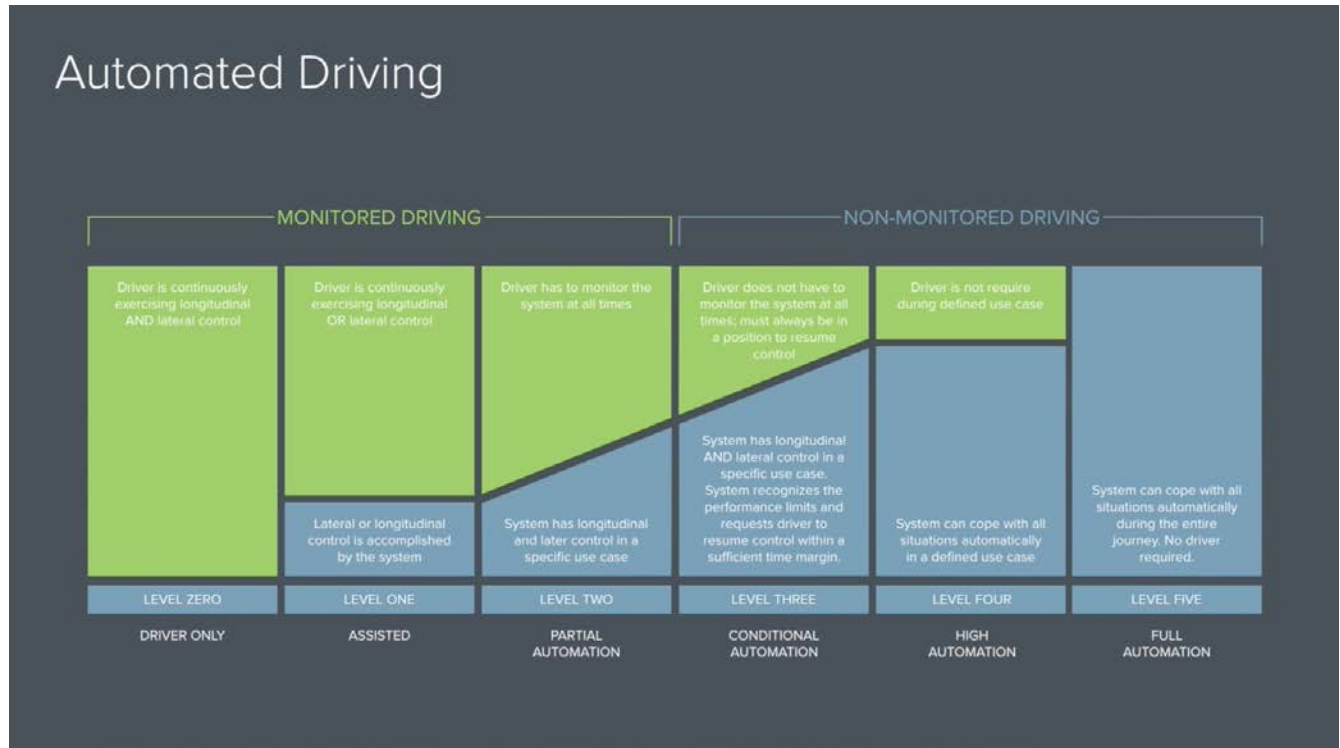 Automated Driving
MONITORED DRIVING
NON-MONITORED DRIVING
Driver is continuously
exercising longitudinal
AND lateral control
Driver is continuously
exercising longitudinal
OR lateral control
Driver has to monitor the
system at all times
Driver does not have to
monitor the system at all
times; must always be in
a position to resume
control
Driver is not require
during defined use case
Lateral or longitudinal
control is accomplished
by the system
System has longitudinal
and later control in a
specific use case
System has longitudinal
AND lateral control in a
specific use case.
System recognizes the
performance limits and
requests driver to
resume control within a
sufficient time margin.
System can cope with all
situations automatically
in a defined use case
System can cope with all
situations automatically
during the entire
journey. No driver
required.
LEVEL ZERO
LEVEL ONE
LEVEL TWO
LEVEL THREE
LEVEL FOUR
LEVEL FIVE
DRIVER ONLY
ASSISTED
PARTIAL
AUTOMATION
CONDITIONAL
AUTOMATION
HIGH
AUTOMATION
FULL
AUTOMATION